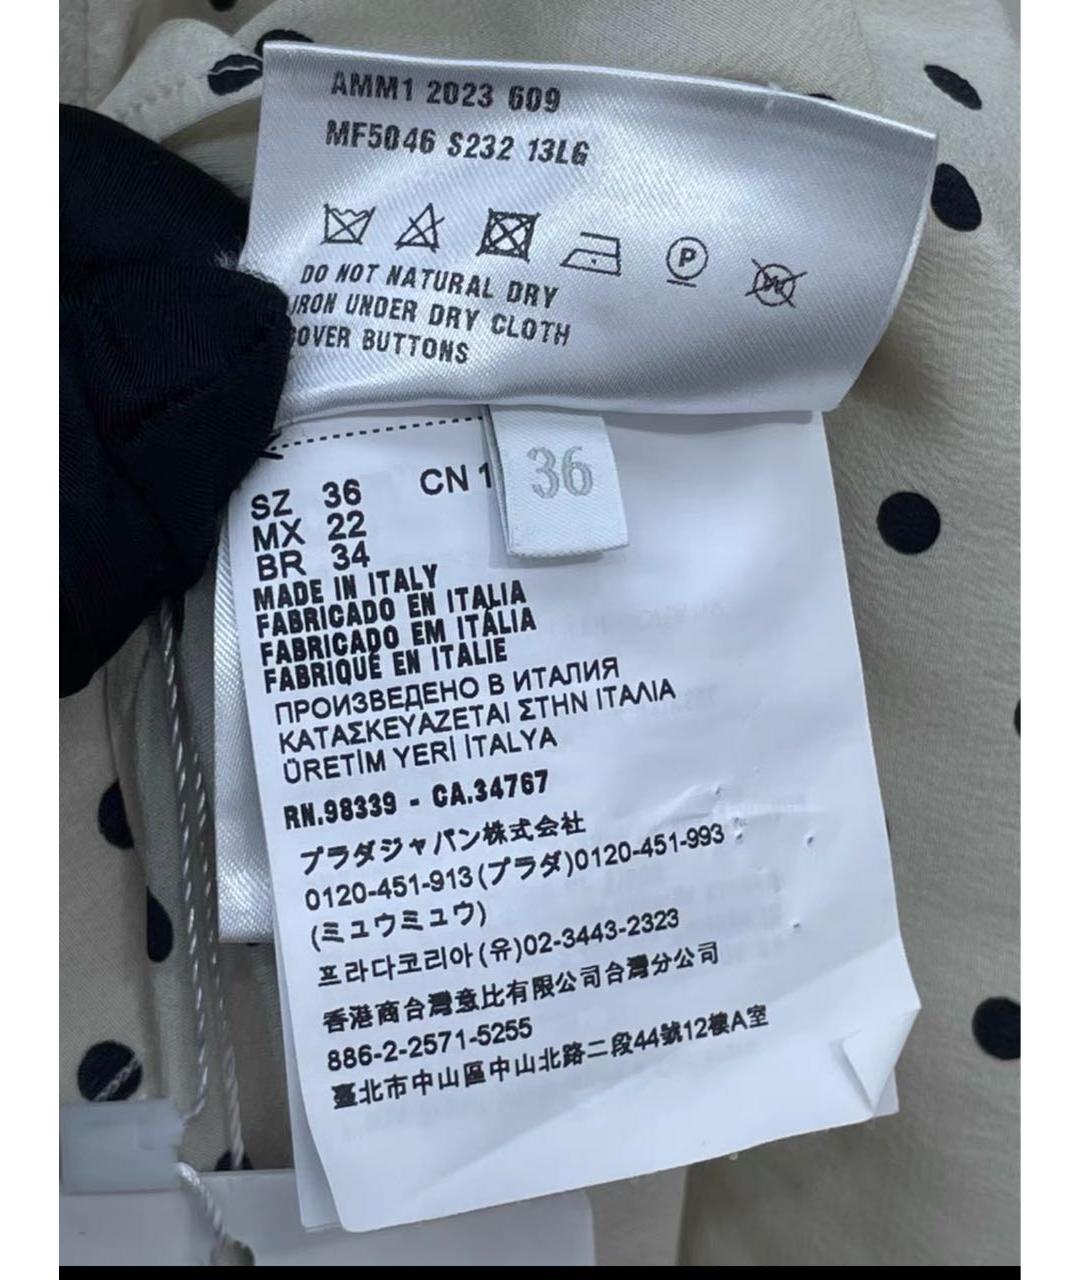 AMM1 2023 609
MF5046 S232 13LG
P
W
DO NOT NATURAL DRY
IRON UNDER DRY CLOTH
COVER BUTTONS
36
SZ 36 CN 1
MX 22
BR 34
MADE IN ITALY
FABRICADO EN ITALIA
FABRICADO EM ITÁLIA
FABRIQUÉ EN ITALIE
ПРОИЗВЕДЕНО В ИТАЛИЯ
ΚΑΤΑΣΚΕΥΑΖΕΤΑΙ ΣΤΗΝ ΙΤΑΛΙΑ
ÜRETİM YERİ İTALYA
RN.98339 - CA.34767
プラダジャパン株式会社
0120-451-913(プラダ)0120-451-993
(ミュウミュウ)
프라다코리아(유)02-3443-2323
香港商台灣意比有限公司台灣分公司
886-2-2571-5255
臺北市中山區中山北路二段44號12樓A室